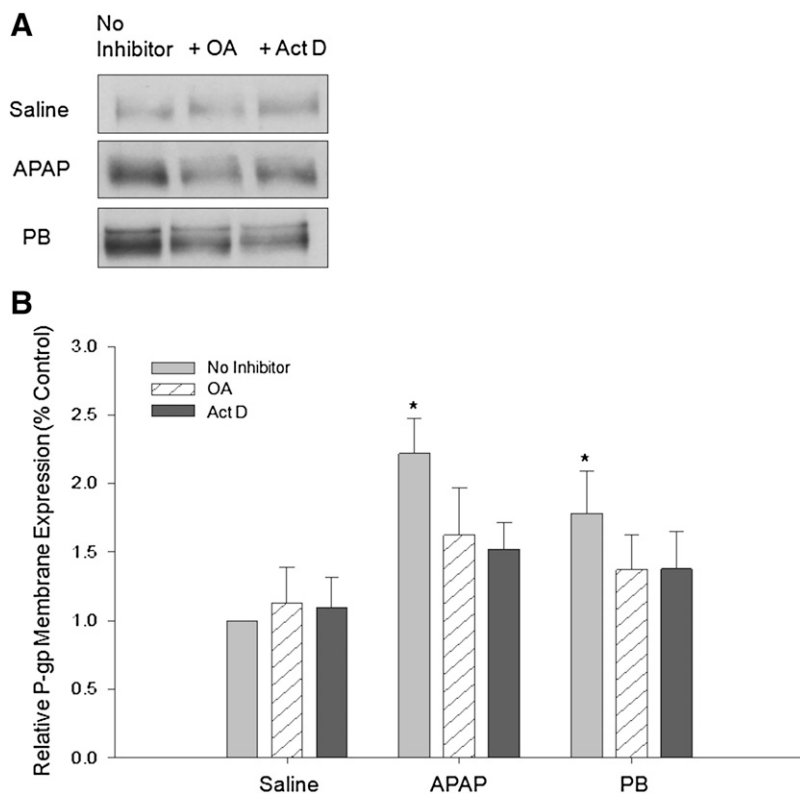 A
No
Inhibitor + OA + Act D
Saline
APAP
PB
B
Relative P-gp Membrane Expression (% Control)
3.0
2.5
2.0
1.5
1.0
0.5
0.0
No Inhibitor
OA
Act D
*
*
Saline APAP PB